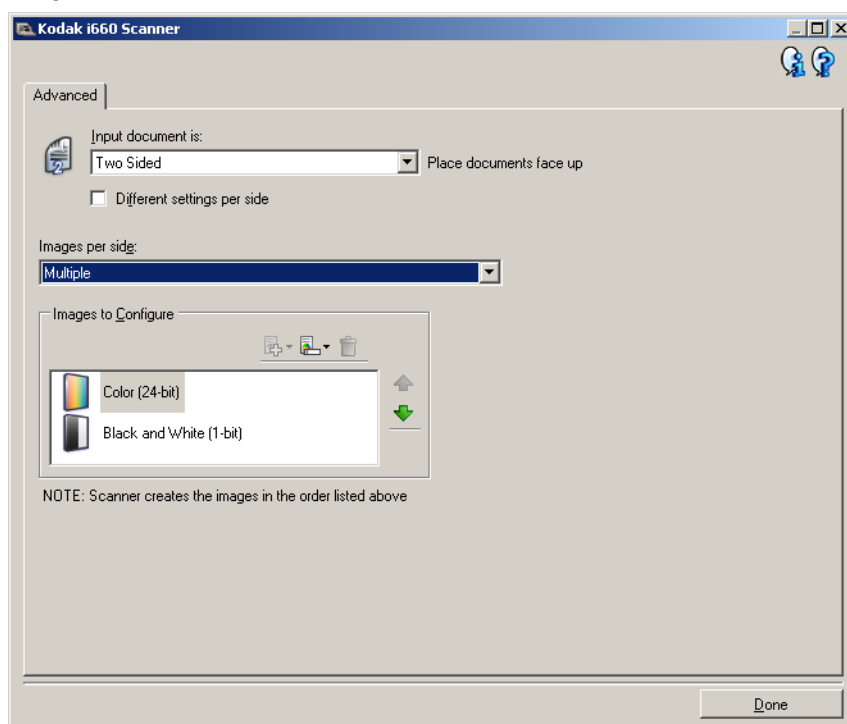 Kodak i660 Scanner
Advanced
Input document is:
Two Sided Place documents face up
Different settings per side
Images per side:
Multiple
Images to Configure
Color (24-bit)
Black and White (1-bit)
NOTE: Scanner creates the images in the order listed above
Done